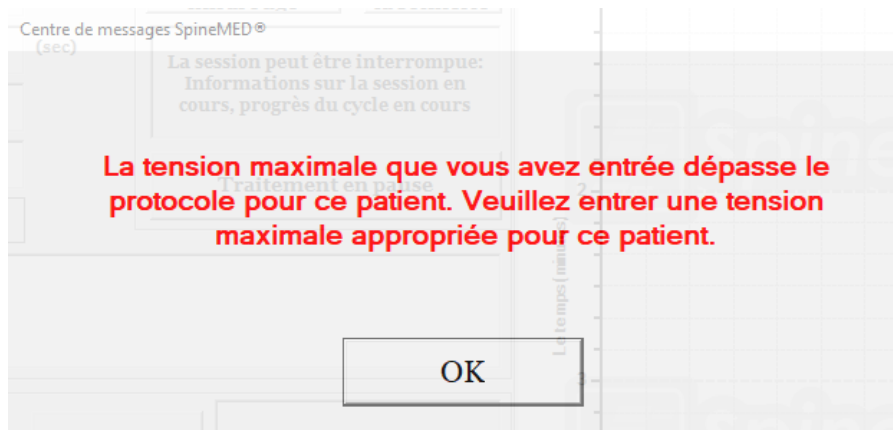 Centre de messages SpineMED®
(sec)
La session peut être interrompue:
Informations sur la session en
cours, progrès du cycle en cours
La tension maximale que vous avez entrée dépasse le
Traitement en pause
2
protocole pour ce patient. Veuillez entrer une tension
maximale appropriée pour ce patient.
Le temps (minutes)
OK
3